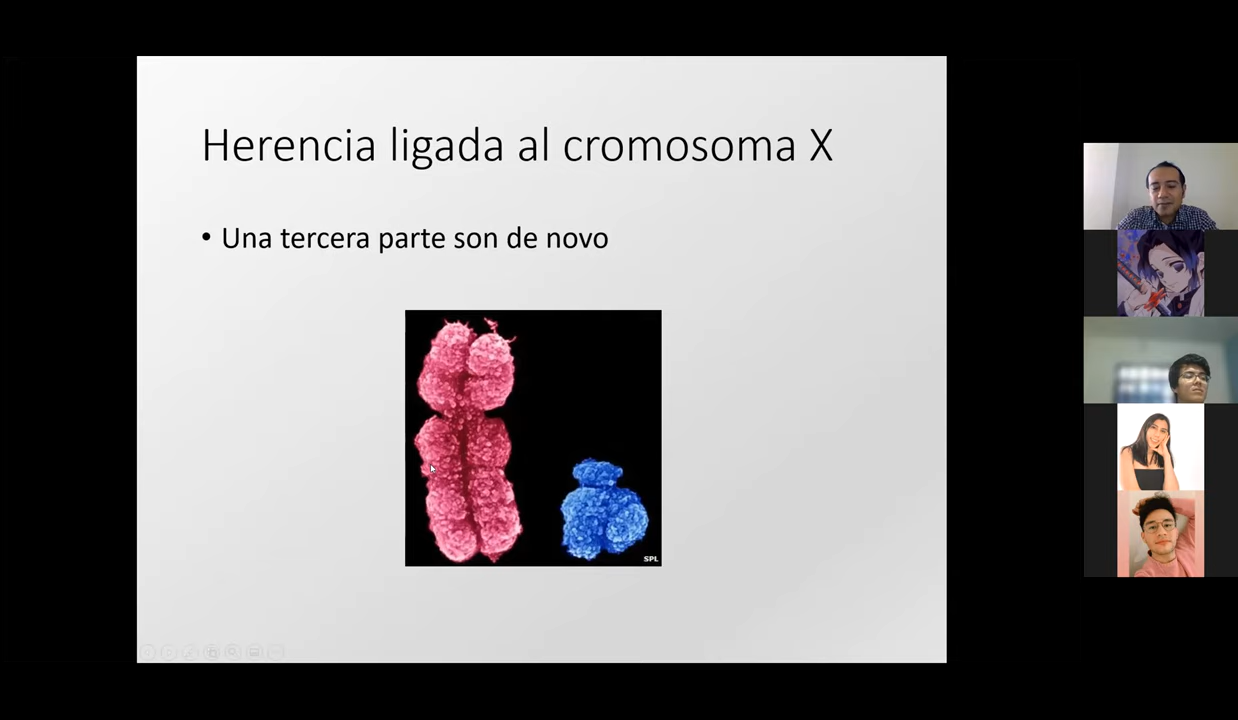 Herencia ligada al cromosoma X
• Una tercera parte son de novo
SPL